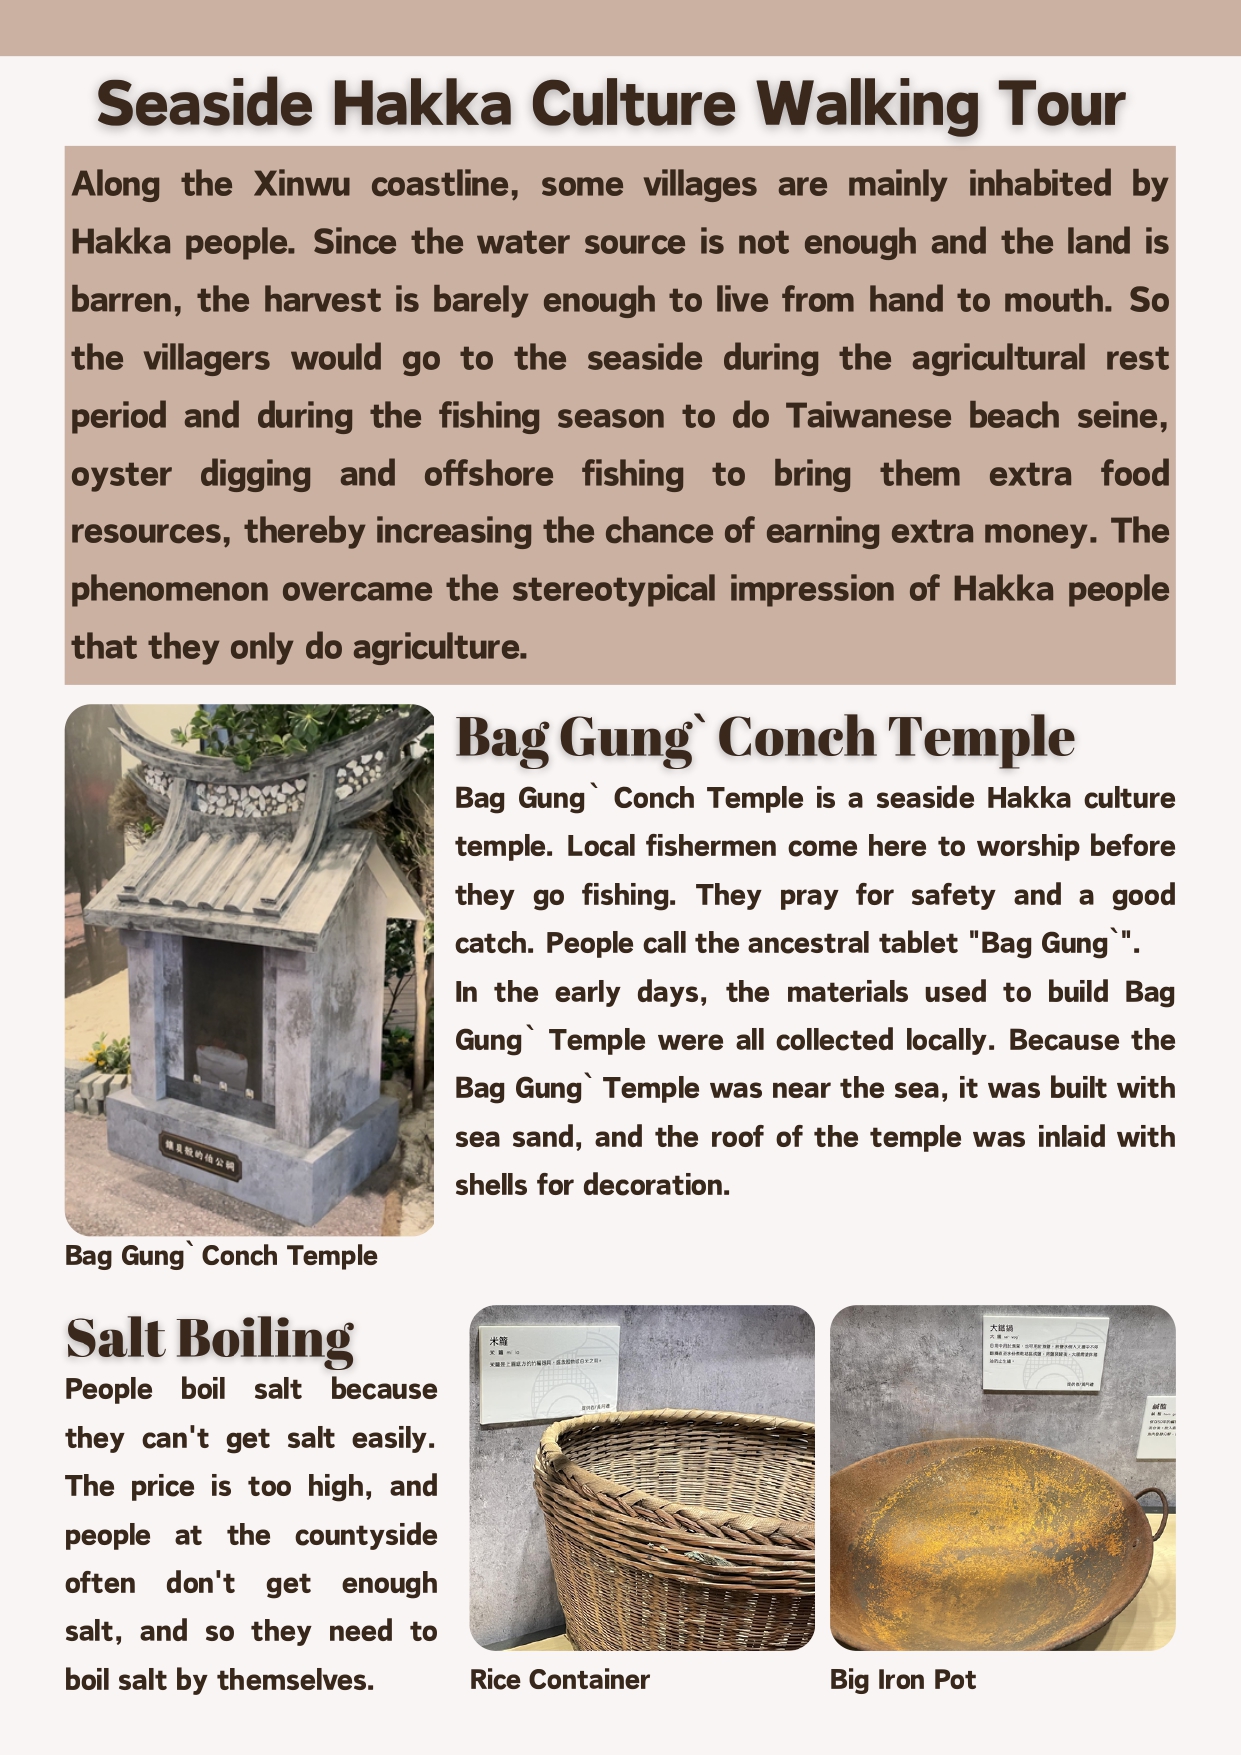 Seaside Hakka Culture Walking Tour
Along the Xinwu coastline, some villages are mainly inhabited by
Hakka people. Since the water source is not enough and the land is
barren, the harvest is barely enough to live from hand to mouth. So
the villagers would go to the seaside during the agricultural rest
period and during the fishing season to do Taiwanese beach seine,
oyster digging and offshore fishing to bring them extra food
resources, thereby increasing the chance of earning extra money. The
phenomenon overcame the stereotypical impression of Hakka people
that they only do agriculture.
Bag Gung` Conch Temple
Bag Gung` Conch Temple is a seaside Hakka culture
temple. Local fishermen come here to worship before
they go fishing. They pray for safety and a good
catch. People call the ancestral tablet "Bag Gung`".
In the early days, the materials used to build Bag
Gung` Temple were all collected locally. Because the
Bag Gung` Temple was near the sea, it was built with
sea sand, and the roof of the temple was inlaid with
shells for decoration.
的伯公祠
Bag Gung` Conch Temple
Salt Boiling
People boil salt because
they can't get salt easily.
The price is too high, and
people at the countyside
often don't get enough
salt, and so they need to
boil salt by themselves.
米籮
米 籮
Rice Container
大鐵鍋
Big Iron Pot